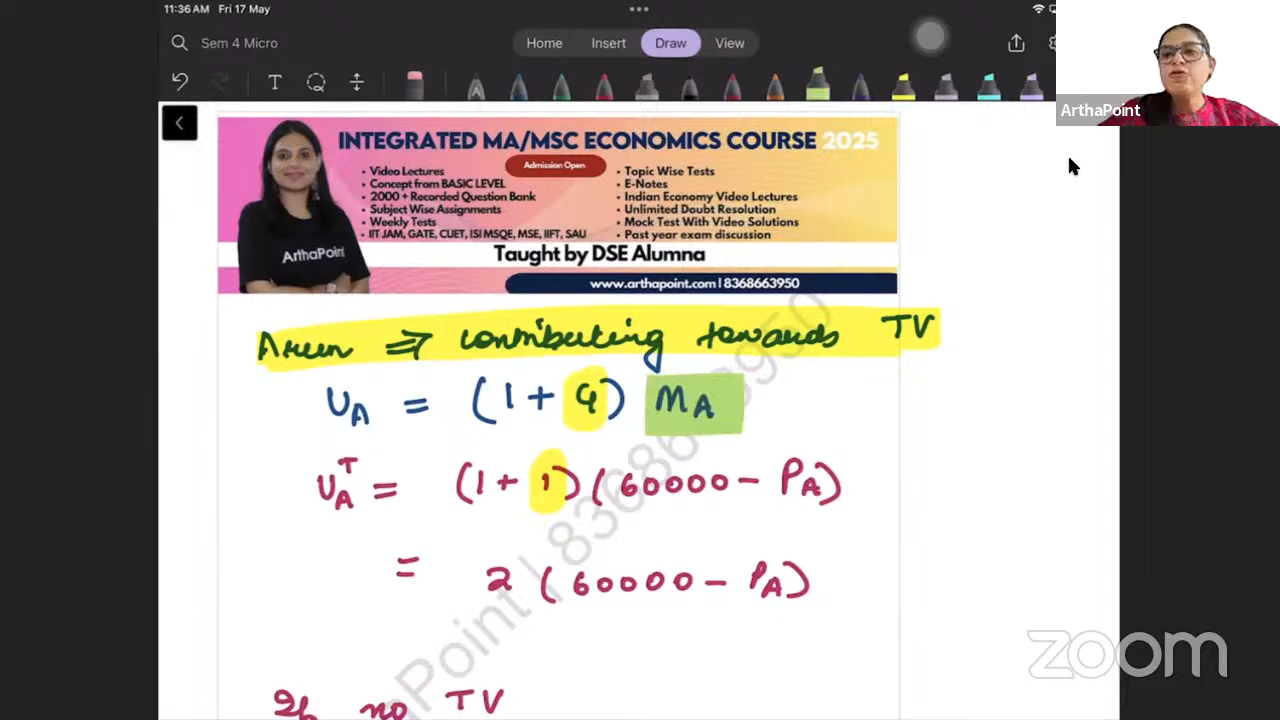 11:36 AM Fri 17 May
Sem 4 Micro
Home Insert Draw View
ArthaPoint
INTEGRATED MA/MSC ECONOMICS COURSE 2025
Admission Open
• Video Lectures
• Concept from BASIC LEVEL
• 2000 + Recorded Question Bank
• Subject Wise Assignments
• Weekly Tests
• IIT JAM, GATE, CUET, ISI MSQE, MSE, IIFT, SAU
• Topic Wise Tests
• E-Notes
• Indian Economy Video Lectures
• Unlimited Doubt Resolution
• Mock Test With Video Solutions
• Past year exam discussion
ArthaPoint
Taught by DSE Alumna
www.arthapoint.com | 8368663950
⇒ contributing towards TV
U_A = (1 + G) M_A
U_A^T = (1 + 1) (60000 - P_A)
= 2 (60000 - P_A)
If no TV
thaPoint | 8368663950
zoom